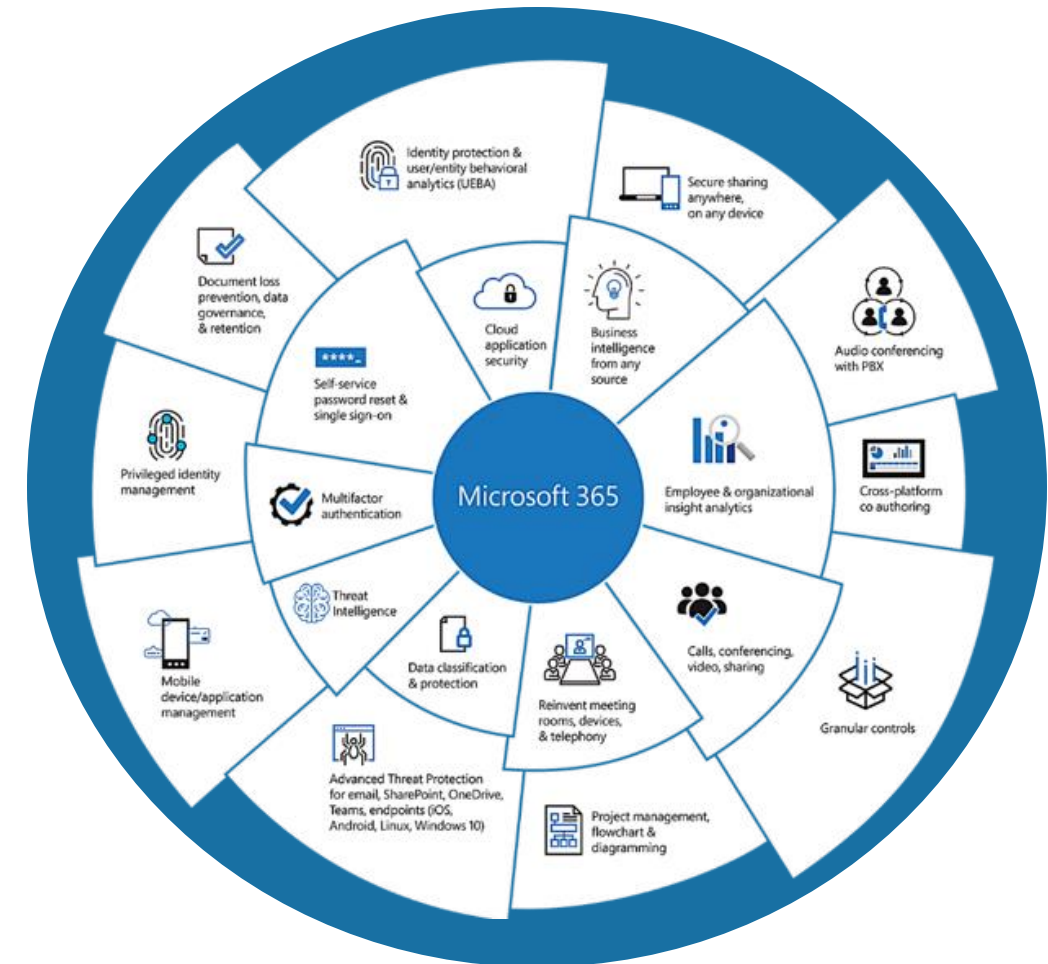 Identity protection &
user/entity behavioral
analytics (UEBA)
Secure sharing
anywhere,
on any device
Document loss
prevention, data
governance,
& retention
Cloud
application
security
Business
intelligence
from any
source
Audio conferencing
with PBX
****_
Self-service
password reset &
single sign-on
Privileged identity
management
Multifactor
authentication
Microsoft 365
Employee & organizational
insight analytics
Cross-platform
co authoring
Threat
Intelligence
Data classification
& protection
Calls, conferencing,
video, sharing
Mobile
device/application
management
Reinvent meeting
rooms, devices,
& telephony
Granular controls
Advanced Threat Protection
for email, SharePoint, OneDrive,
Teams, endpoints (iOS,
Android, Linux, Windows 10)
Project management,
flowchart &
diagramming